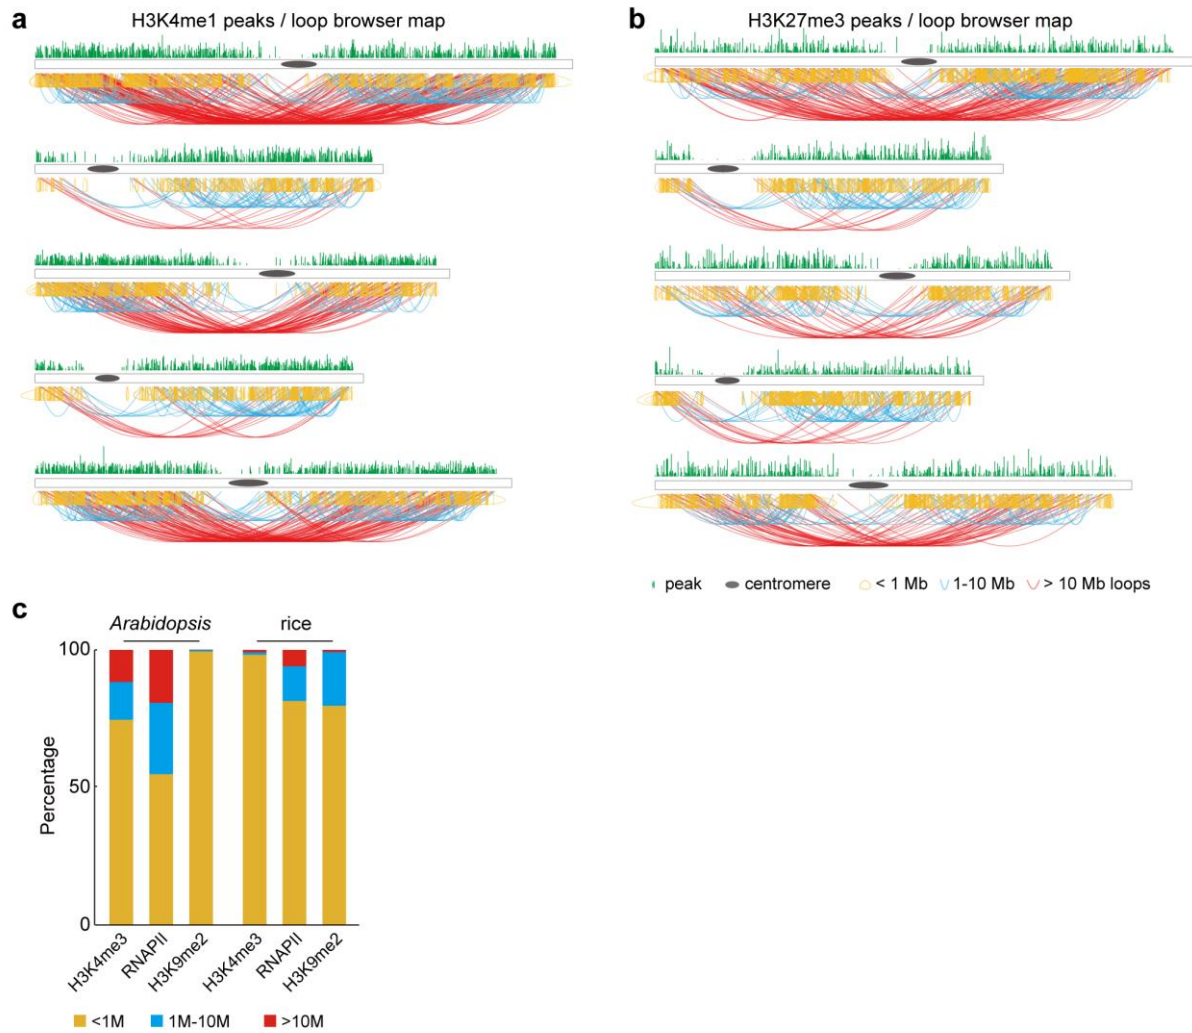 a
H3K4me1 peaks / loop browser map
b
H3K27me3 peaks / loop browser map
peak
centromere
< 1 Mb
1-10 Mb
> 10 Mb loops
c
Arabidopsis
rice
Percentage
100
50
0
H3K4me3
RNAPII
H3K9me2
H3K4me3
RNAPII
H3K9me2
<1M
1M-10M
>10M